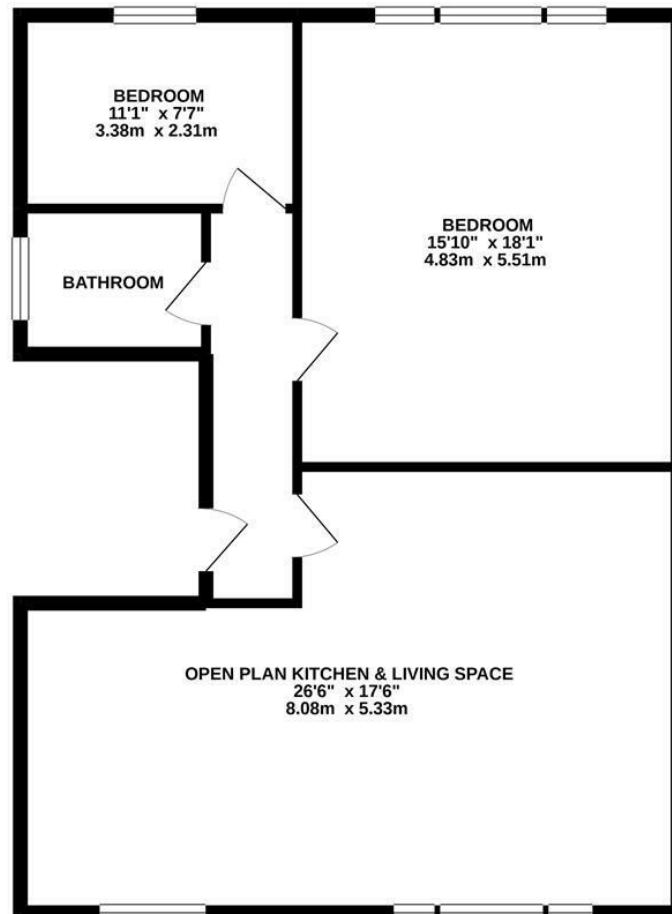 BEDROOM
11'1" x 7'7"
3.38m x 2.31m
BEDROOM
15'10" x 18'1"
4.83m x 5.51m
BATHROOM
OPEN PLAN KITCHEN & LIVING SPACE
26'6" x 17'6"
8.08m x 5.33m